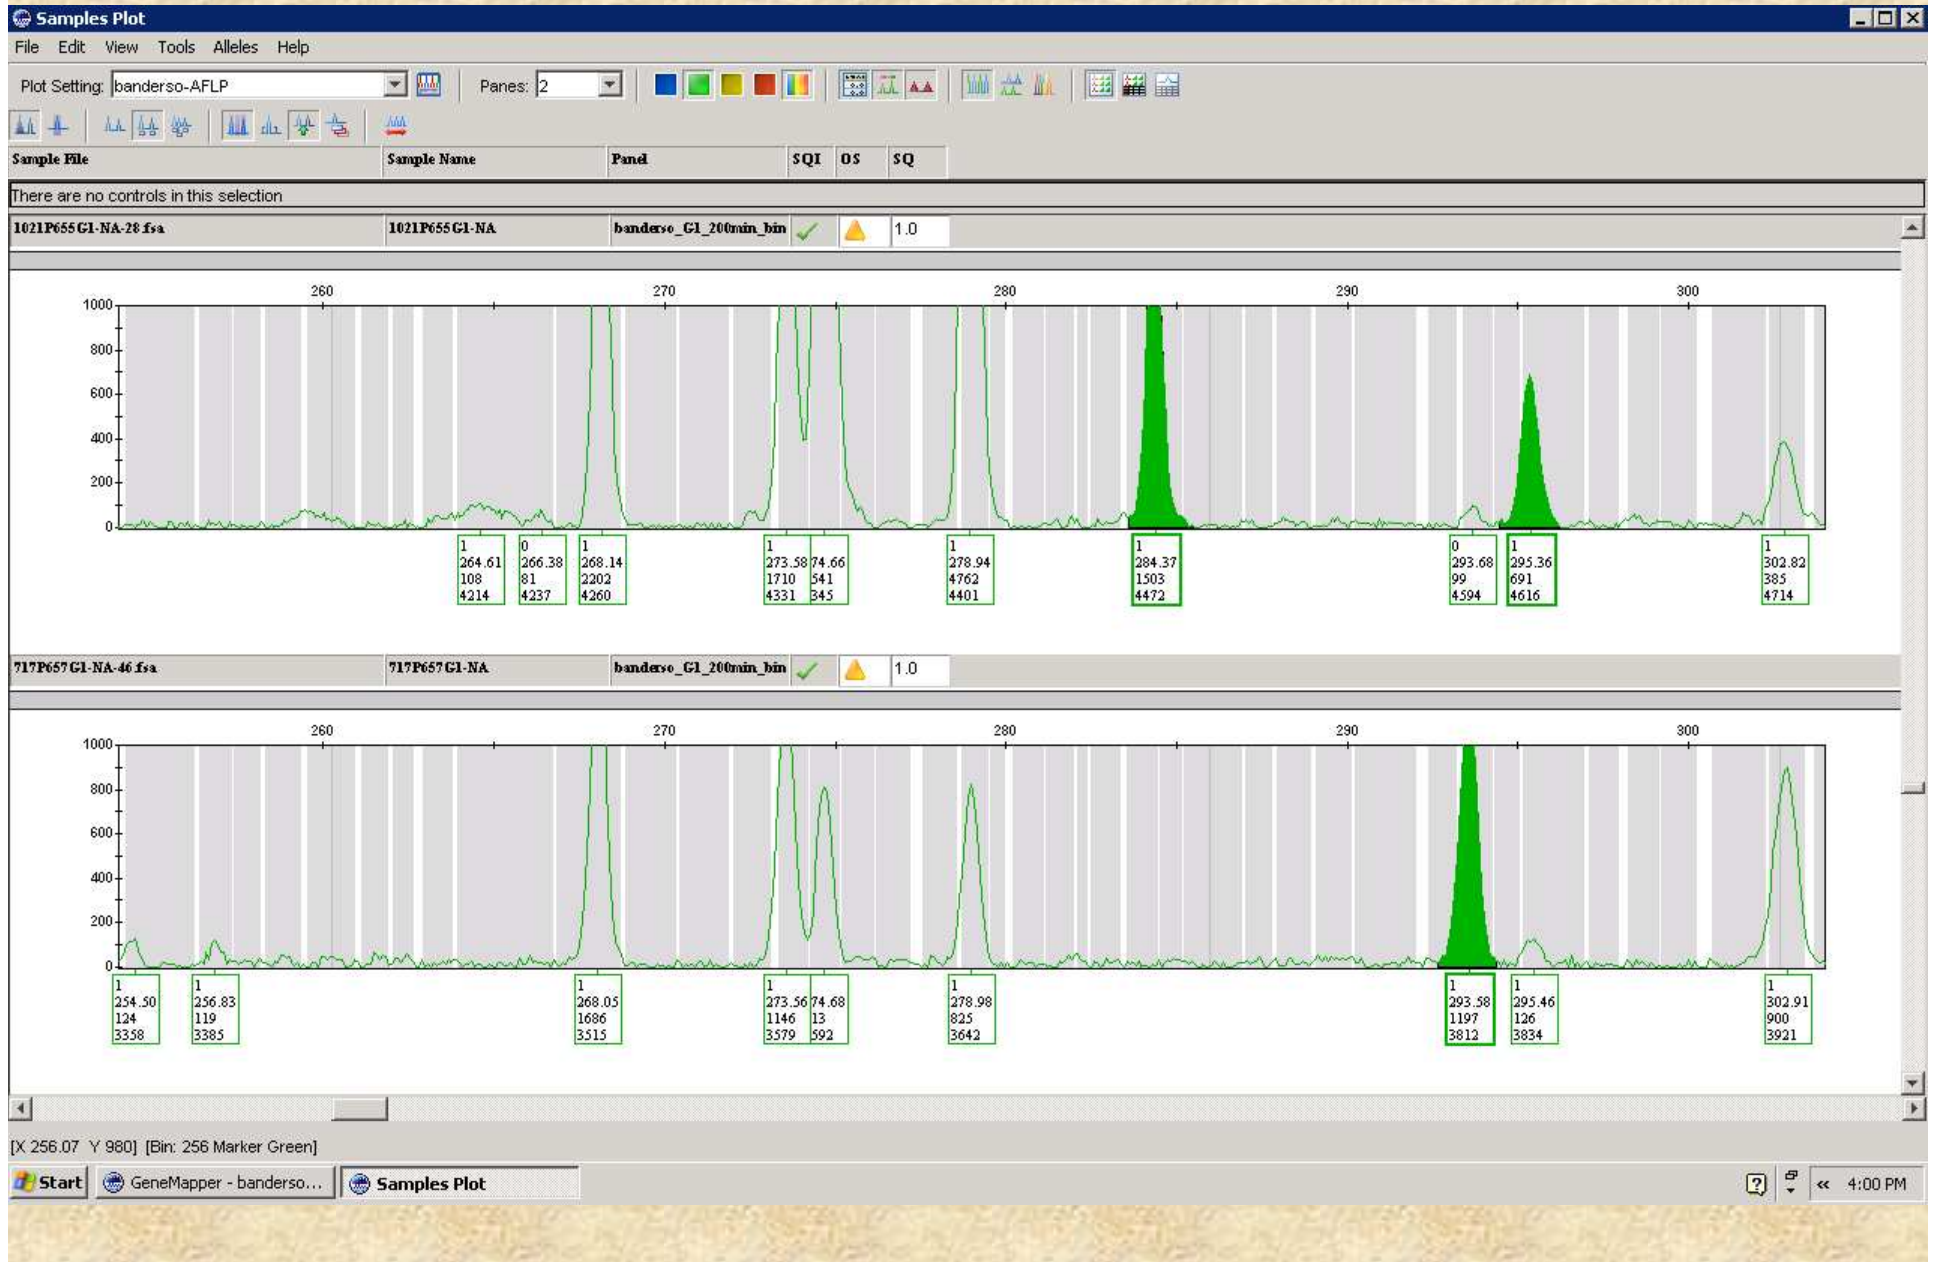 Samples Plot
File Edit View Tools Alleles Help
Plot Setting: banderso-AFLP Panes: 2
Sample File Sample Name Panel SQI OS SQ
There are no controls in this selection
1021P655G1-NA-28.fsa 1021P655G1-NA banderso_G1_200min_bin 1.0
260 270 280 290 300
1000
800
600
400
200
0
1 0 1 1 1 1 0 1 1
264.61 266.38 268.14 273.58 74.66 278.94 284.37 293.68 295.36 302.82
108 81 2202 1710 541 4762 1503 99 691 385
4214 4237 4260 4331 345 4401 4472 4594 4616 4714
717P657G1-NA-46.fsa 717P657G1-NA banderso_G1_200min_bin 1.0
260 270 280 290 300
1000
800
600
400
200
0
1 1 1 1 1 1 1 1
254.50 256.83 268.05 273.56 74.68 278.98 293.58 295.46 302.91
124 119 1686 1146 13 825 1197 126 900
3358 3385 3515 3579 592 3642 3812 3834 3921
[X 256.07 Y 980] [Bin: 256 Marker Green]
Start GeneMapper - banderso... Samples Plot 4:00 PM